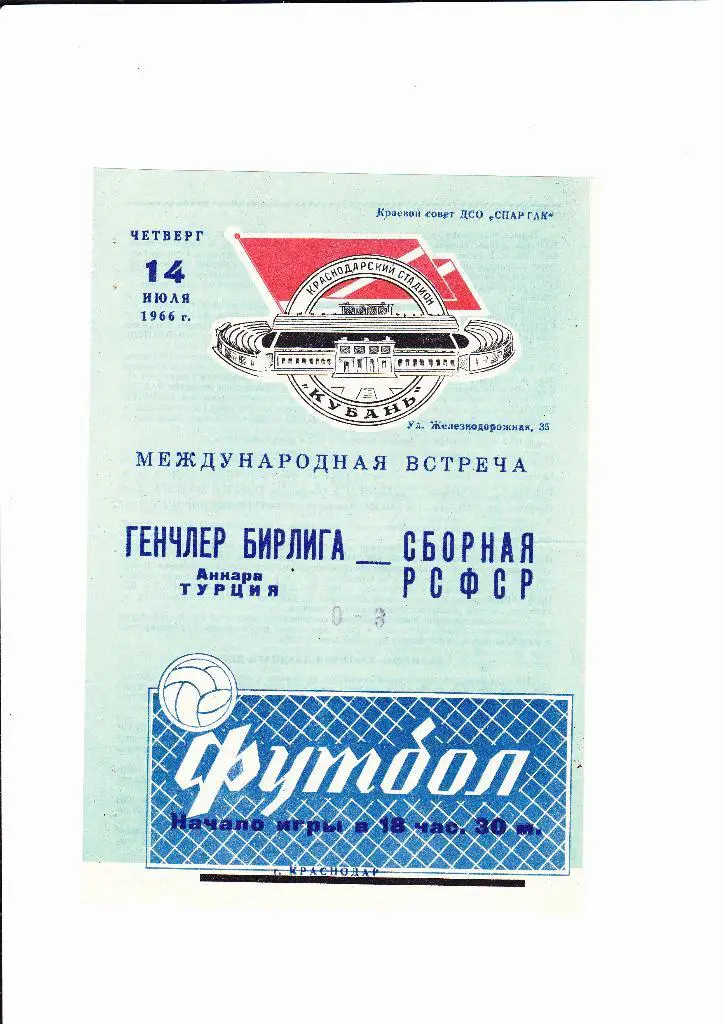 Краевой совет ДСО „СПАРТАК“
ЧЕТВЕРГ
14
ИЮЛЯ
1966 г.
КРАСНОДАРСКИЙ СТАДИОН
„КУБАНЬ“
Ул. Железнодорожная, 35
МЕЖДУНАРОДНАЯ ВСТРЕЧА
ГЕНЧЛЕР БИРЛИГА — СБОРНАЯ
Анкара РСФСР
ТУРЦИЯ
0 - 3
Футбол
Начало игры в 18 час. 30 м.
г. КРАСНОДАР